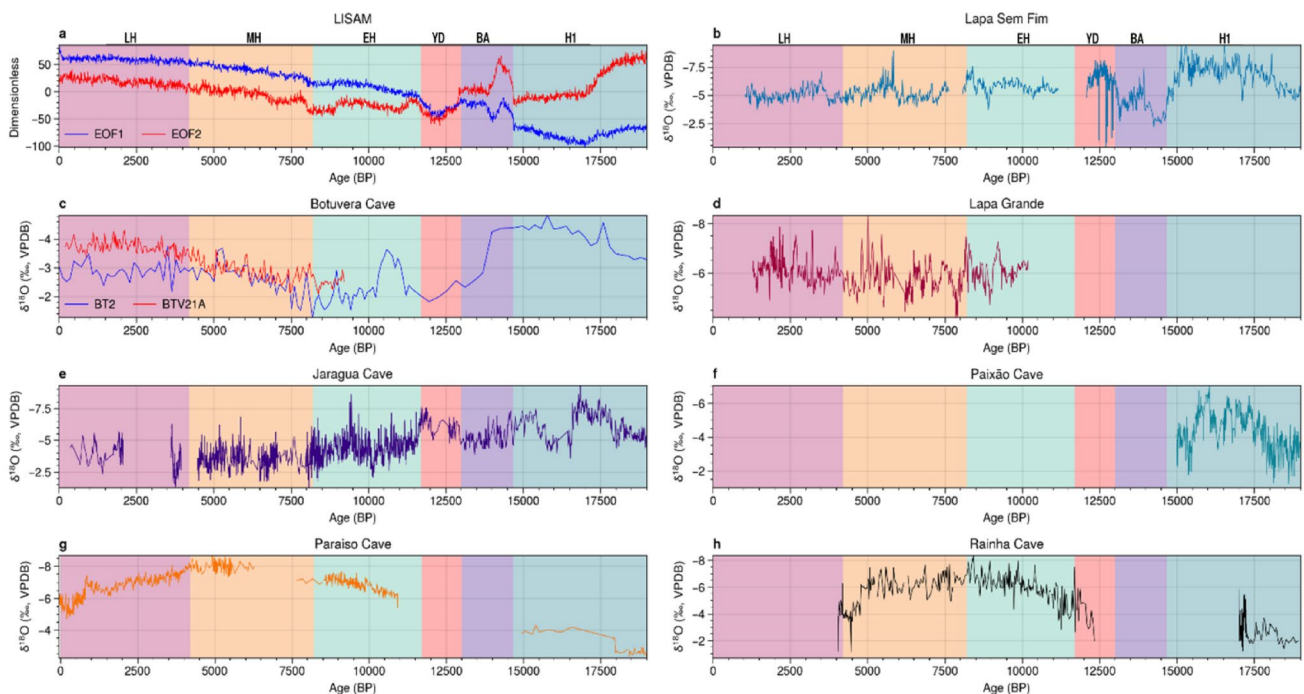 LISAM
a
LH MH EH YD BA H1
Dimensionless
50
0
−50
−100
EOF1 EOF2
0 2500 5000 7500 10000 12500 15000 17500
Age (BP)
Lapa Sem Fim
b
LH MH EH YD BA H1
δ¹⁸O (‰, VPDB)
−7.5
−5
−2.5
0 2500 5000 7500 10000 12500 15000 17500
Age (BP)
Botuvera Cave
c
δ¹⁸O (‰, VPDB)
−4
−3
−2
BT2 BTV21A
0 2500 5000 7500 10000 12500 15000 17500
Age (BP)
Lapa Grande
d
δ¹⁸O (‰, VPDB)
−8
−6
0 2500 5000 7500 10000 12500 15000 17500
Age (BP)
Jaragua Cave
e
δ¹⁸O (‰, VPDB)
−7.5
−5
−2.5
0 2500 5000 7500 10000 12500 15000 17500
Age (BP)
Paixão Cave
f
δ¹⁸O (‰, VPDB)
−6
−4
−2
0 2500 5000 7500 10000 12500 15000 17500
Age (BP)
Paraiso Cave
g
δ¹⁸O (‰, VPDB)
−8
−6
−4
0 2500 5000 7500 10000 12500 15000 17500
Age (BP)
Rainha Cave
h
δ¹⁸O (‰, VPDB)
−8
−6
−4
−2
0 2500 5000 7500 10000 12500 15000 17500
Age (BP)